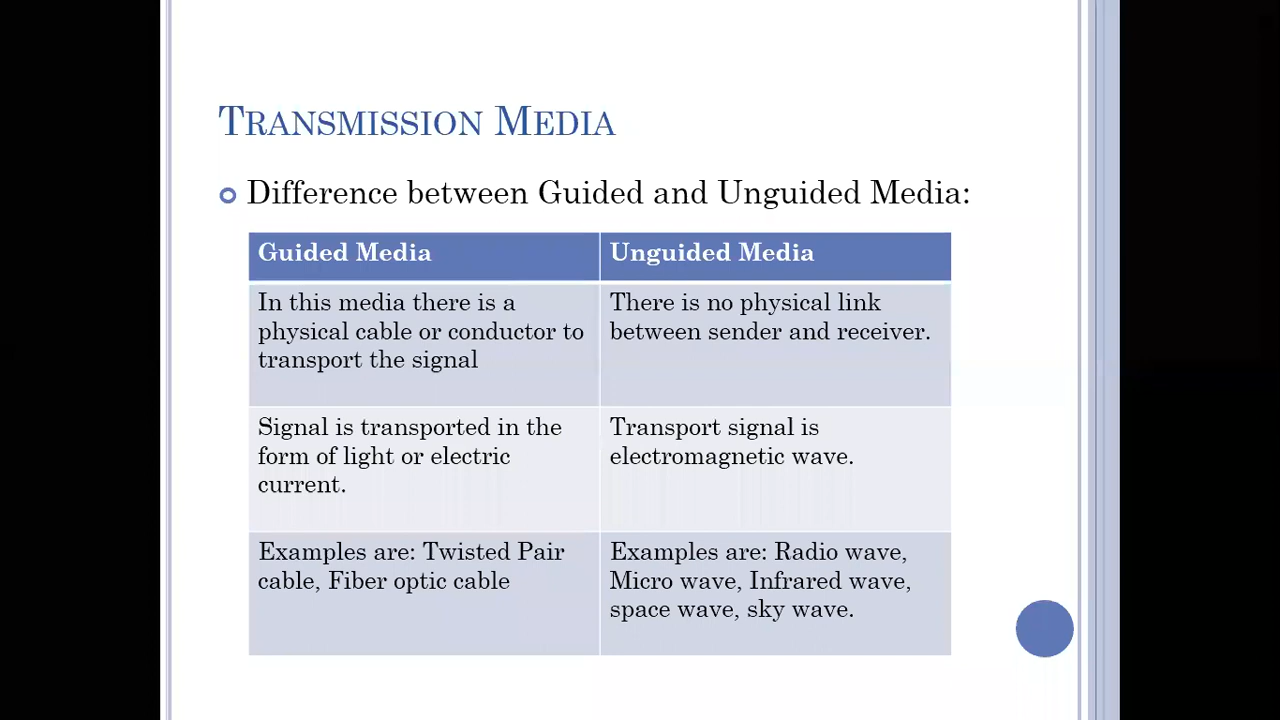 TRANSMISSION MEDIA
Difference between Guided and Unguided Media:
Guided Media
Unguided Media
In this media there is a
physical cable or conductor to
transport the signal
There is no physical link
between sender and receiver.
Signal is transported in the
form of light or electric
current.
Transport signal is
electromagnetic wave.
Examples are: Twisted Pair
cable, Fiber optic cable
Examples are: Radio wave,
Micro wave, Infrared wave,
space wave, sky wave.